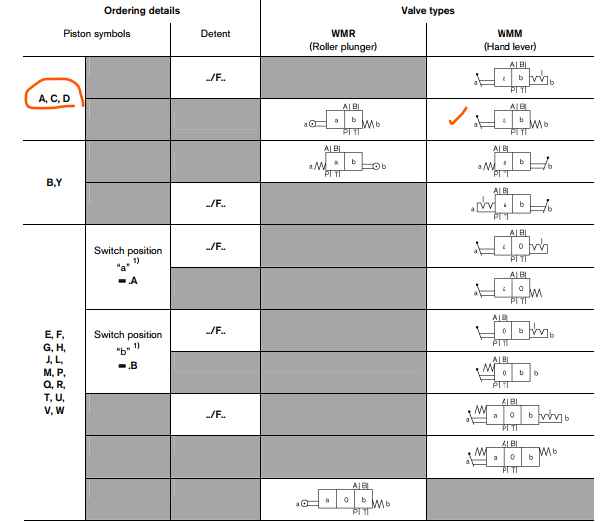 Ordering details Valve types
Piston symbols Detent WMR WMM
(Roller plunger) (Hand lever)
A, C, D
../F..
A B
a b b
P T
A B
a a b b
P T
A B
a b
P T
B,Y
A B
a a b b
P T
A B
a a b b
P T
../F..
A B
a a b b
P T
E, F,
G, H,
J, L,
M, P,
Q, R,
T, U,
V, W
Switch position
"a" 1)
= .A
../F..
A B
a 0
P T
A B
a 0
P T
Switch position
"b" 1)
= .B
../F..
A B
a 0 b b
P T
A B
0 b b
P T
../F..
A B
a a 0 b b
P T
A B
a a 0 b b
P T
A B
a a 0 b b
P T